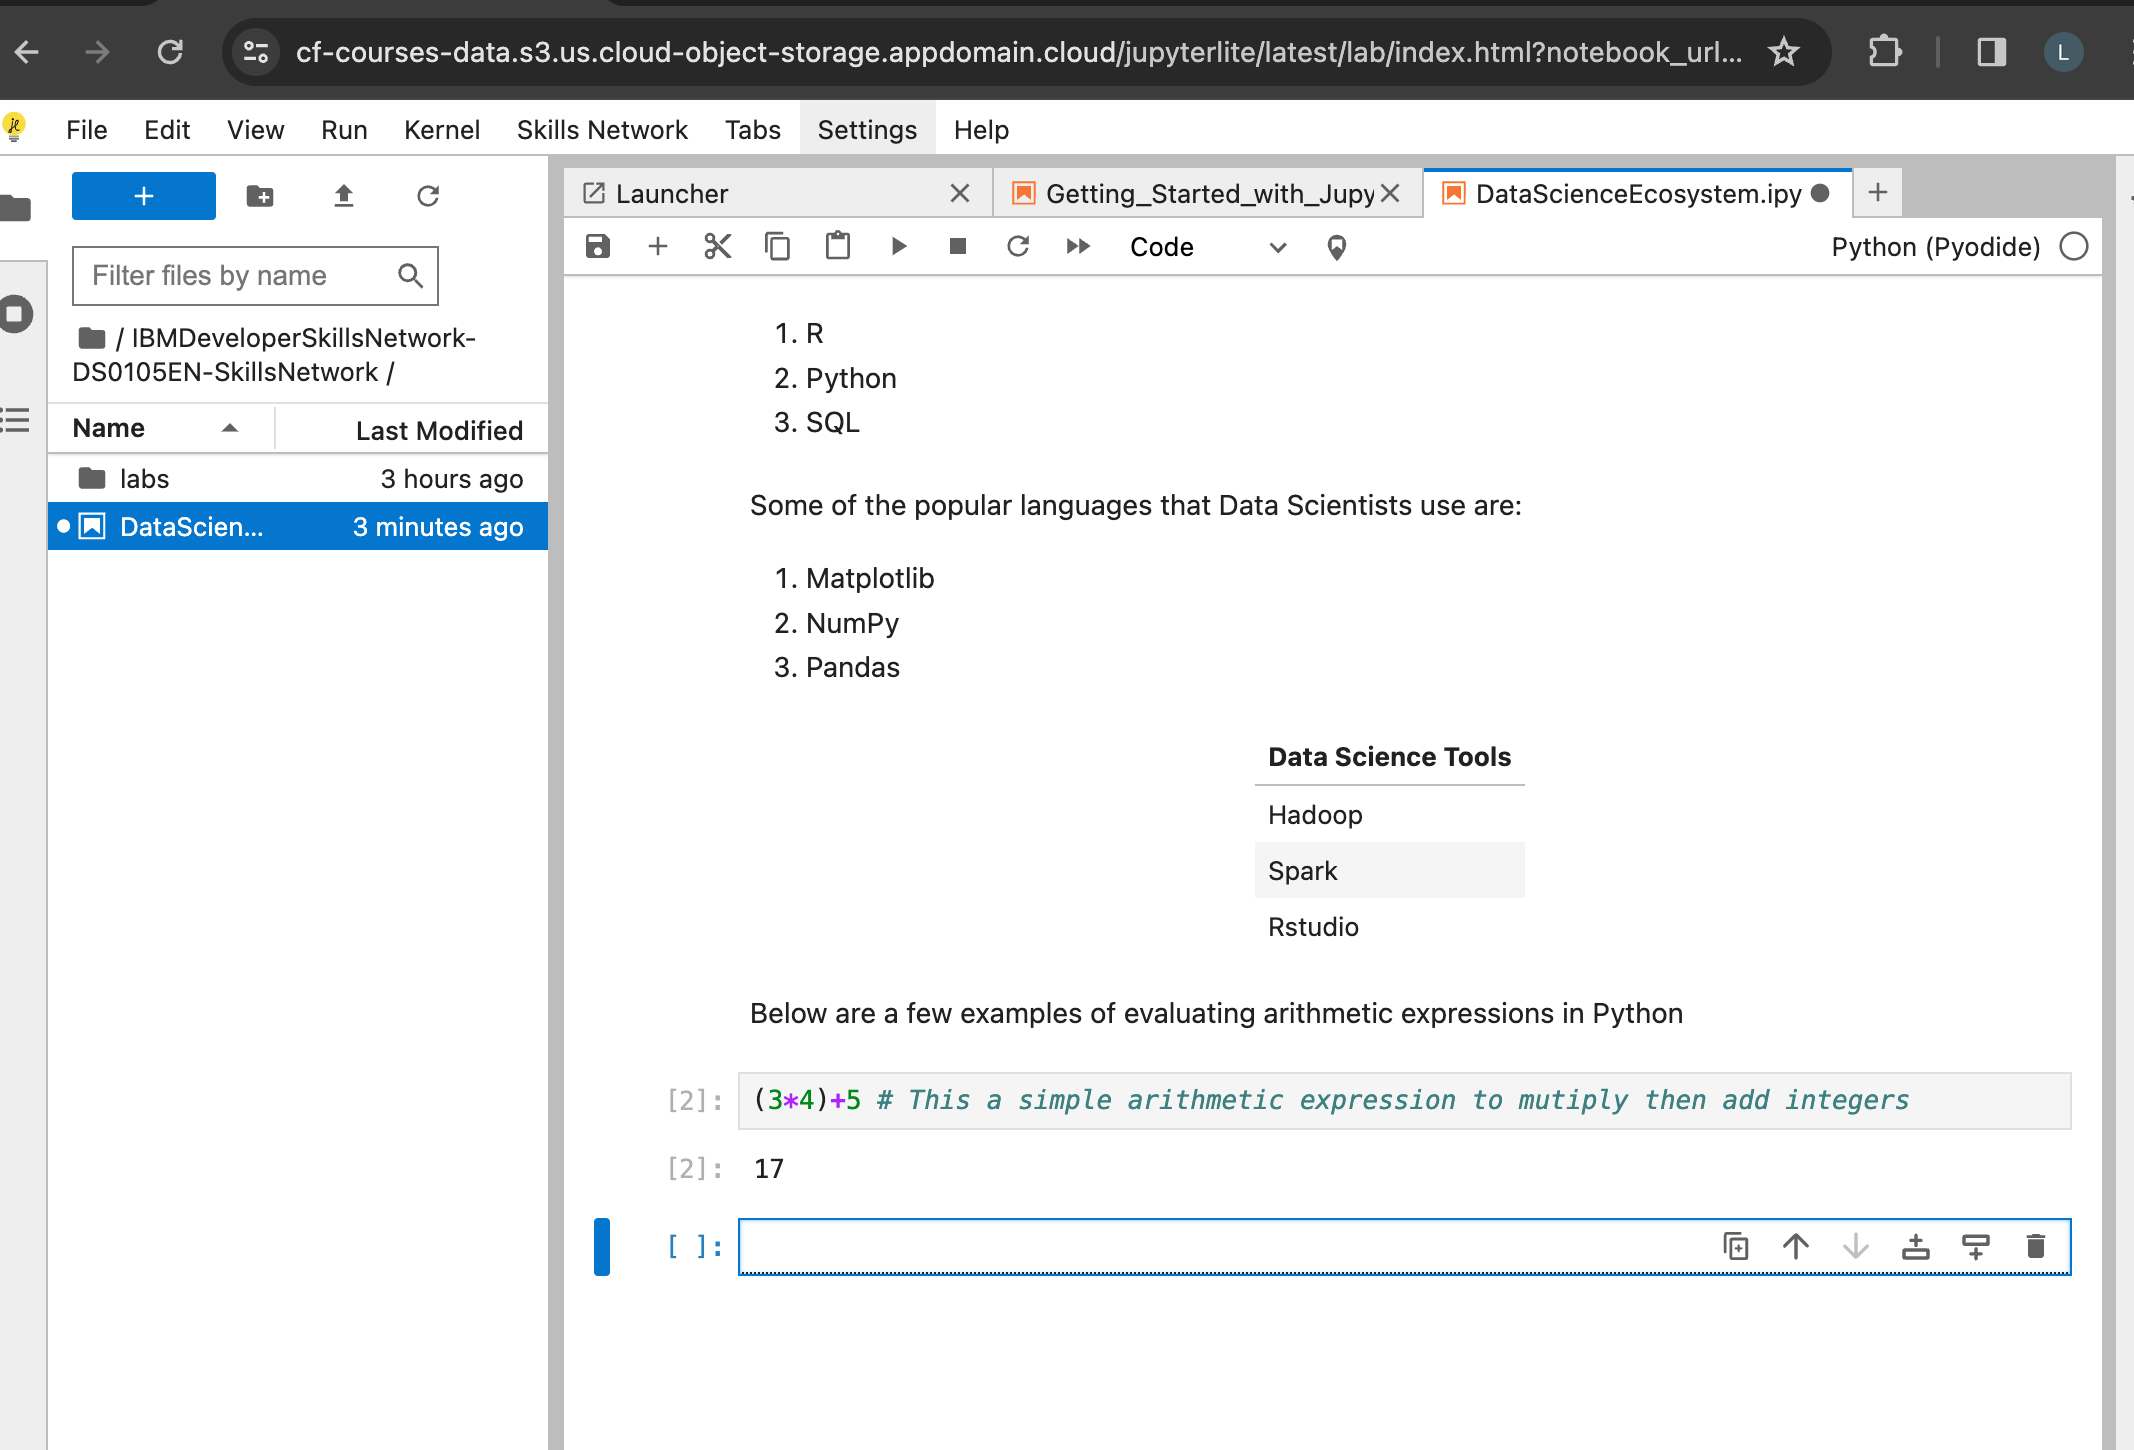 cf-courses-data.s3.us.cloud-object-storage.appdomain.cloud/jupyterlite/latest/lab/index.html?notebook_url...
L
File Edit View Run Kernel Skills Network Tabs Settings Help
Launcher
Getting_Started_with_Jupy
DataScienceEcosystem.ipy
Code
Python (Pyodide)
Filter files by name
/ IBMDeveloperSkillsNetwork-
DS0105EN-SkillsNetwork /
Name Last Modified
labs 3 hours ago
DataScien... 3 minutes ago
1. R
2. Python
3. SQL
Some of the popular languages that Data Scientists use are:
1. Matplotlib
2. NumPy
3. Pandas
Data Science Tools
Hadoop
Spark
Rstudio
Below are a few examples of evaluating arithmetic expressions in Python
[2]: (3*4)+5 # This a simple arithmetic expression to mutiply then add integers
[2]: 17
[ ]: